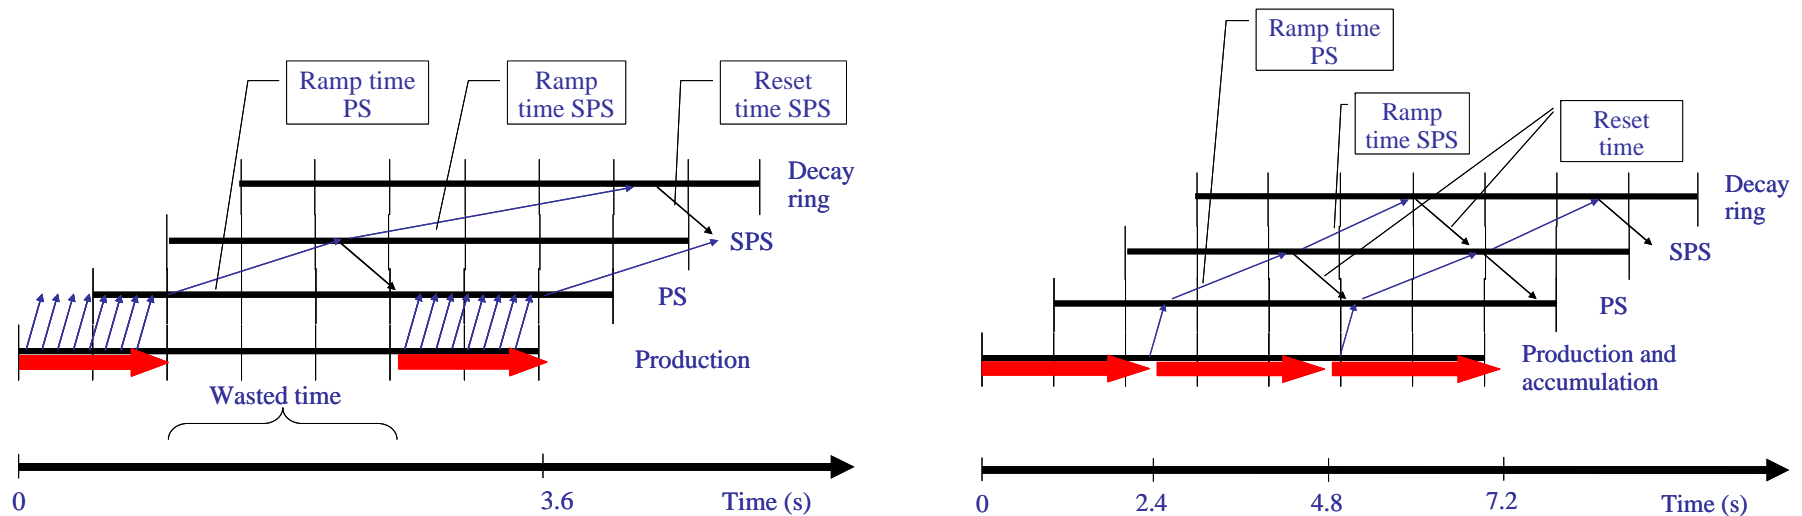 Ramp time
PS
Ramp
time SPS
Reset
time SPS
Decay
ring
SPS
PS
Production
Wasted time
0
3.6
Time (s)
Ramp time
PS
Ramp
time SPS
Reset
time
Decay
ring
SPS
PS
Production and
accumulation
0
2.4
4.8
7.2
Time (s)